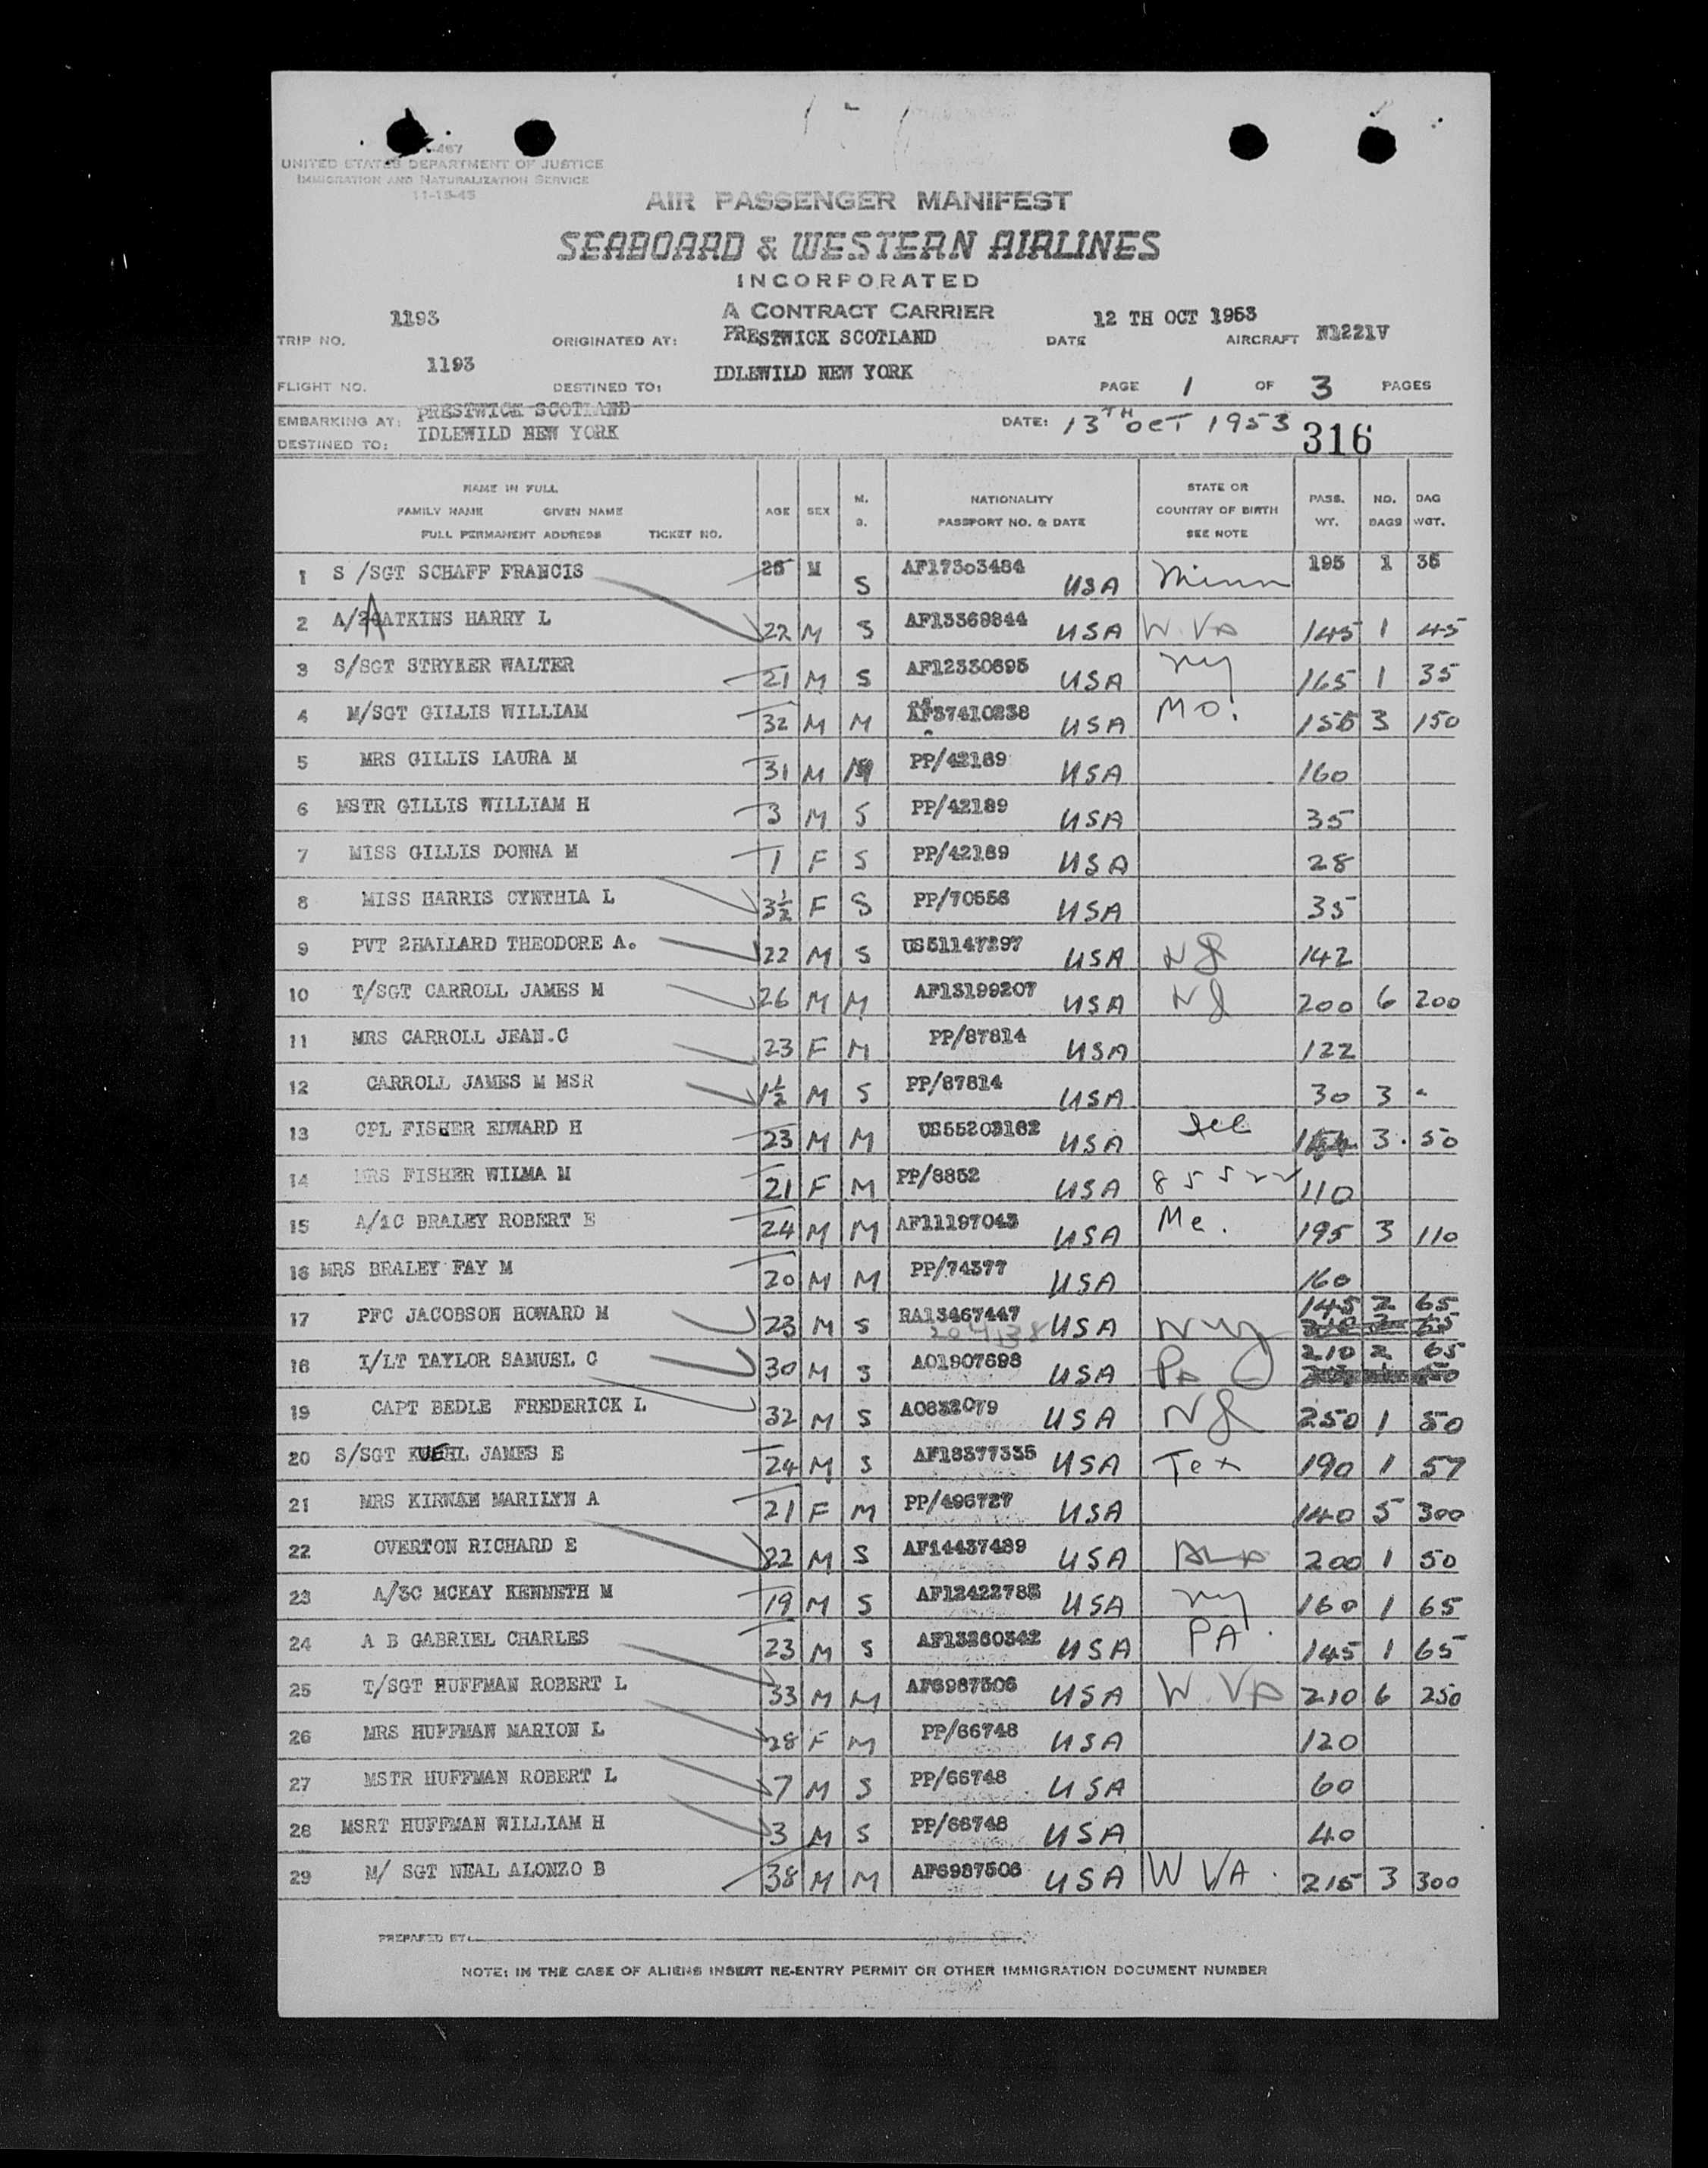 -467
UNITED STATES DEPARTMENT OF JUSTICE
IMMIGRATION AND NATURALIZATION SERVICE
11-15-45
AIR PASSENGER MANIFEST
SEABOARD & WESTERN AIRLINES
INCORPORATED
A CONTRACT CARRIER
TRIP NO. 1193 ORIGINATED AT: PRESTWICK SCOTLAND DATE 12 TH OCT 1953 AIRCRAFT N1221V
FLIGHT NO. 1193 DESTINED TO: IDLEWILD NEW YORK PAGE 1 OF 3 PAGES
EMBARKING AT: PRESTWICK SCOTLAND DATE: 13TH OCT 1953 316
DESTINED TO: IDLEWILD NEW YORK
NAME IN FULL
FAMILY NAME GIVEN NAME
FULL PERMANENT ADDRESS TICKET NO.
AGE SEX M. S. NATIONALITY PASSPORT NO. & DATE STATE OR COUNTRY OF BIRTH SEE NOTE PASS. WT. NO. BAGS BAG WGT.
1 S /SGT SCHAFF FRANCIS 25 M S AF17303484 USA Minn 195 1 35
2 A/2C ATKINS HARRY L 22 M S AF13369844 USA W. Va 145 1 45
3 S/SGT STRYKER WALTER 21 M S AF12330695 USA NY 165 1 35
4 M/SGT GILLIS WILLIAM 32 M M AF37410238 USA MO. 155 3 150
5 MRS GILLIS LAURA M 31 M M PP/42189 USA 160
6 MSTR GILLIS WILLIAM H 3 M S PP/42189 USA 35
7 MISS GILLIS DONNA M 1 F S PP/42189 USA 28
8 MISS HARRIS CYNTHIA L 3½ F S PP/70558 USA 35
9 PVT 2HALLARD THEODORE A. 22 M S US51147297 USA NJ 142
10 T/SGT CARROLL JAMES M 26 M M AF13199207 USA NJ 200 6 200
11 MRS CARROLL JEAN.C 23 F M PP/87814 USA 122
12 CARROLL JAMES M MSR 1½ M S PP/87814 USA 30 3 -
13 CPL FISHER EDWARD H 23 M M US55203182 USA Ill 3. 50
14 MRS FISHER WILMA M 21 F M PP/8852 USA 85522 110
15 A/1C BRALEY ROBERT E 24 M M AF11197043 USA Me. 195 3 110
16 MRS BRALEY FAY M 20 M M PP/74377 USA 160
17 PFC JACOBSON HOWARD M 23 M S RA13467447 USA NY 145 2 65
18 I/LT TAYLOR SAMUEL C 30 M S AO1907698 USA Pa 210 2 65
19 CAPT BEDLE FREDERICK L 32 M S AO832079 USA NJ 250 1 50
20 S/SGT KUEHL JAMES E 24 M S AF18377335 USA Tex 190 1 57
21 MRS KIRWAN MARILYN A 21 F M PP/496727 USA 140 5 300
22 OVERTON RICHARD E 22 M S AF14437489 USA Ala 200 1 50
23 A/3C MCKAY KENNETH M 19 M S AF12422785 USA NY 160 1 65
24 A B GABRIEL CHARLES 23 M S AF13260342 USA PA. 145 1 65
25 T/SGT HUFFMAN ROBERT L 33 M M AF6987506 USA W. Va 210 6 250
26 MRS HUFFMAN MARION L 28 F M PP/66748 USA 120
27 MSTR HUFFMAN ROBERT L 7 M S PP/66748 USA 60
28 MSRT HUFFMAN WILLIAM H 3 M S PP/66748 USA 40
29 M/ SGT NEAL ALONZO B 38 M M AF6987506 USA W VA. 215 3 300
PREPARED BY:
NOTE: IN THE CASE OF ALIENS INSERT RE-ENTRY PERMIT OR OTHER IMMIGRATION DOCUMENT NUMBER